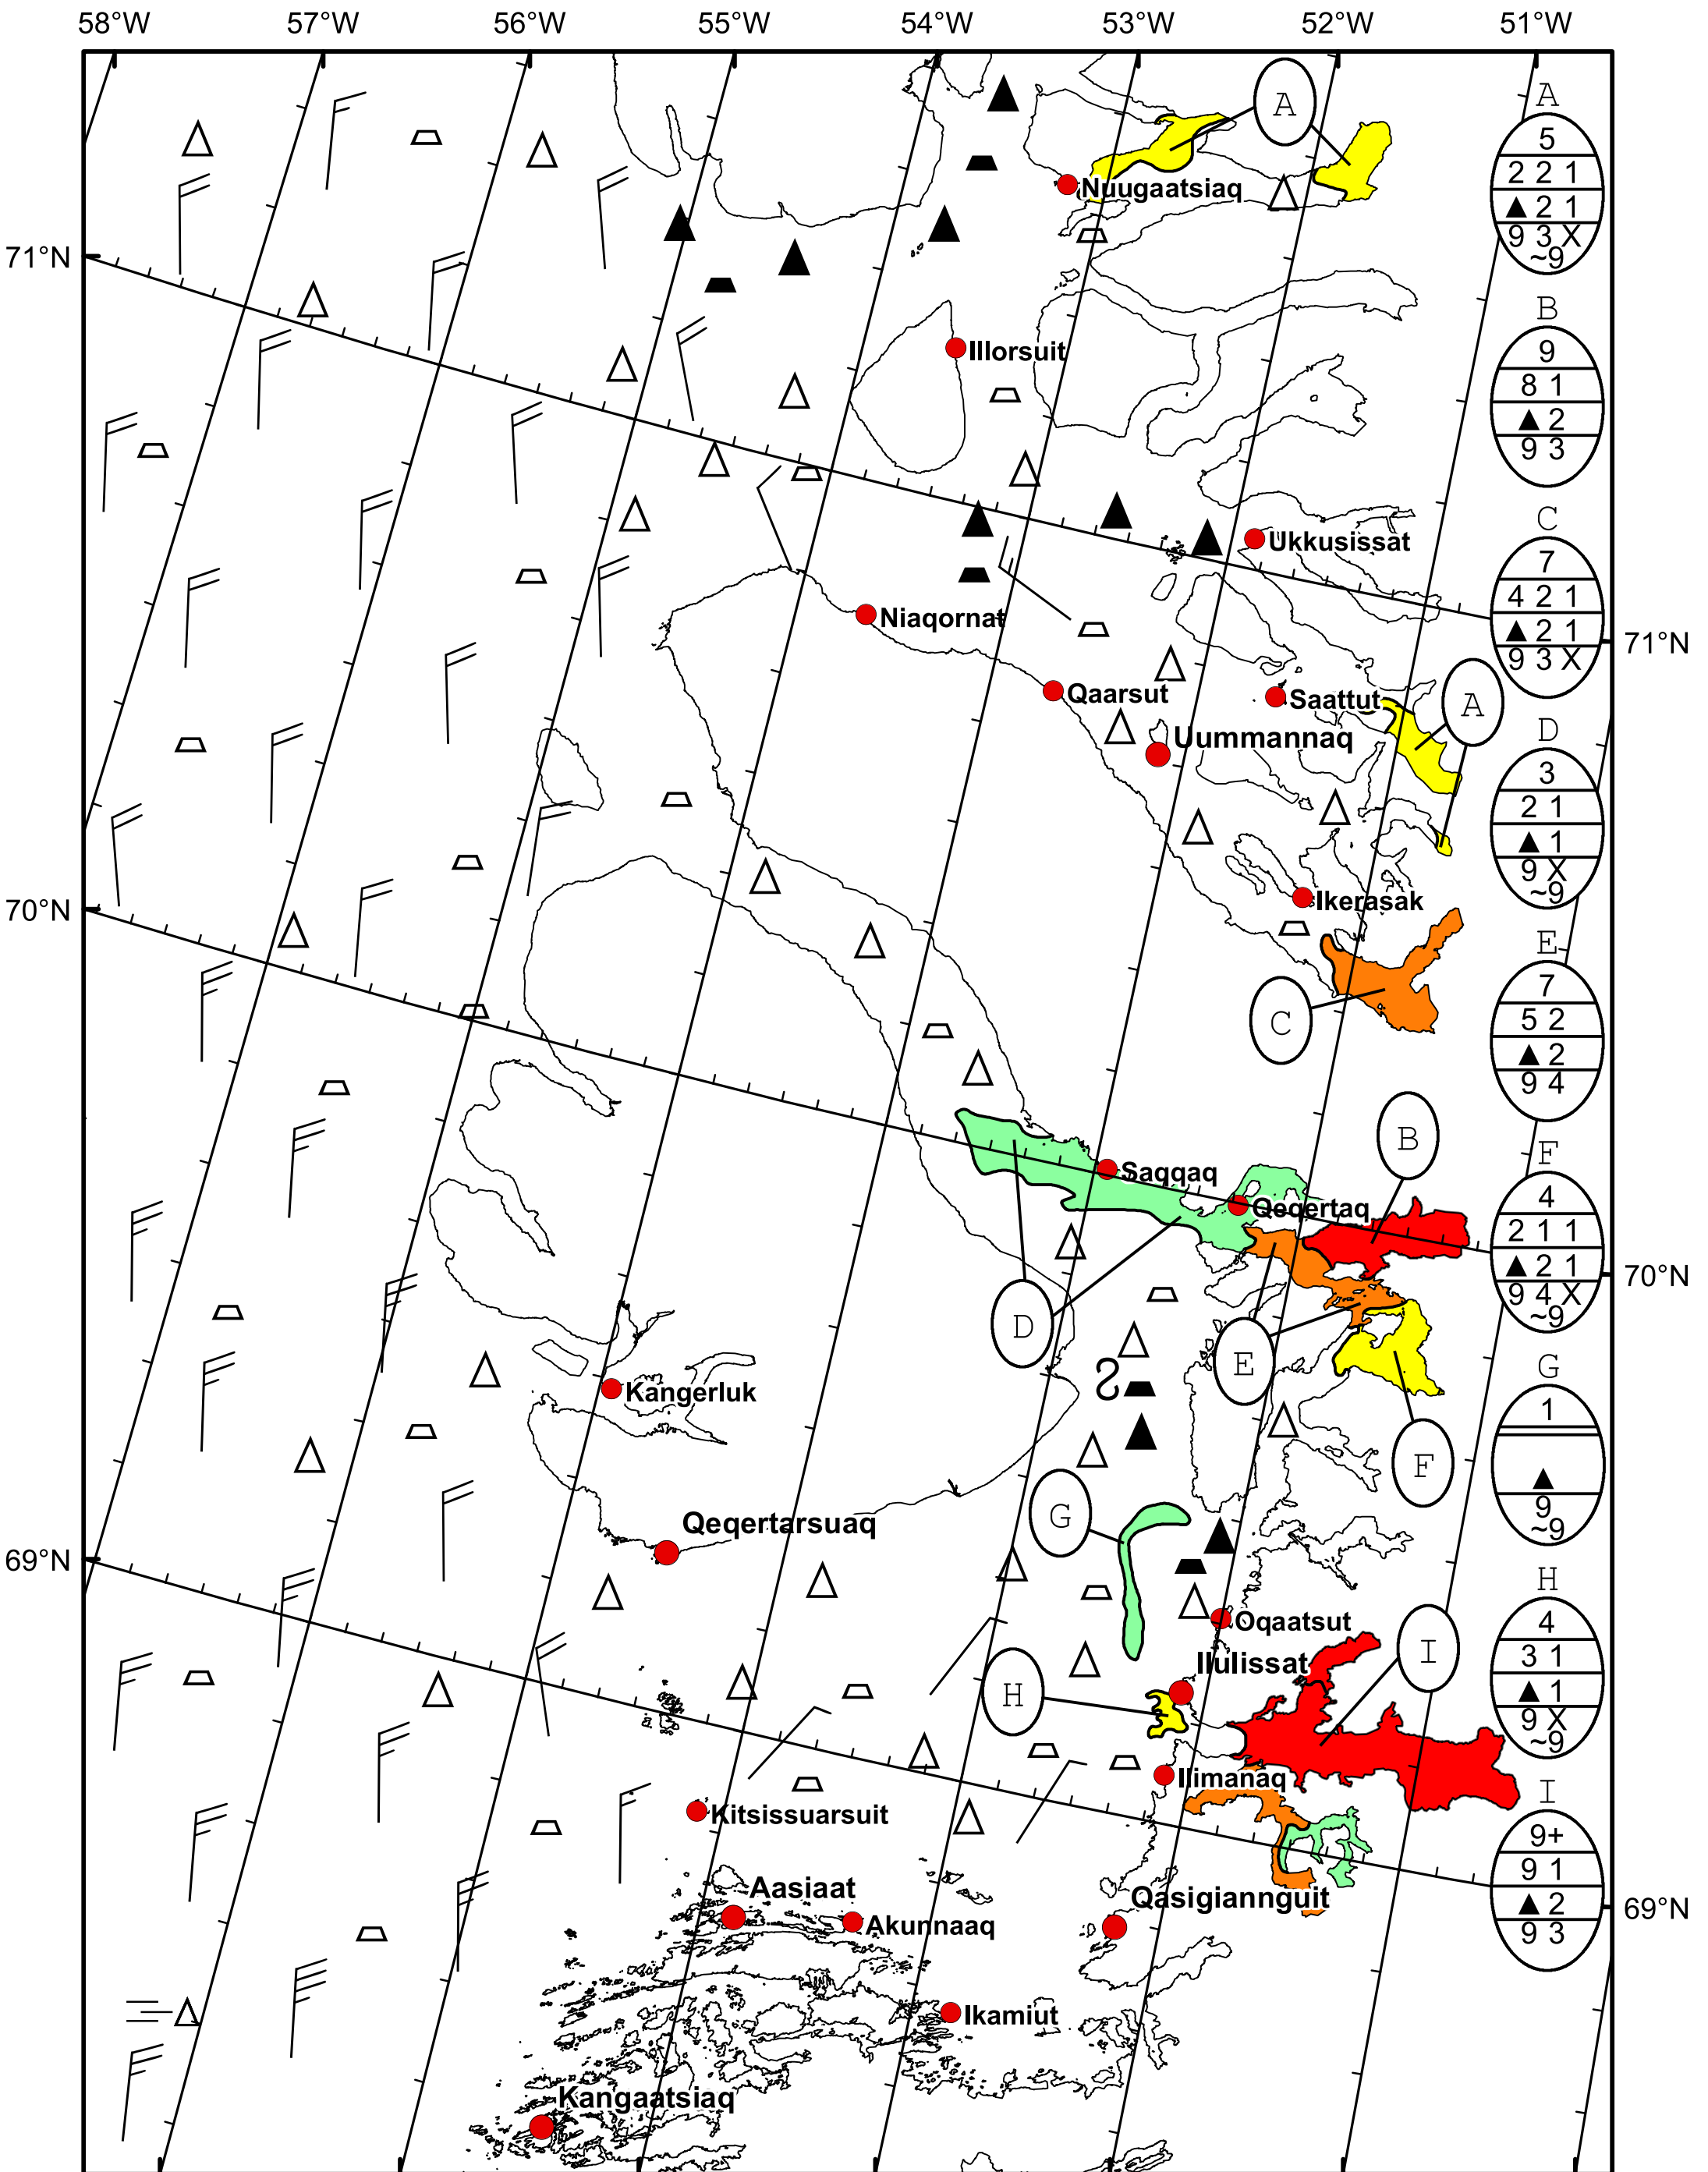 58°W 57°W 56°W 55°W 54°W 53°W 52°W 51°W
A
A
5
2 2 1
▲ 2 1
9 3 X
~9
Nuugaatsiaq
71°N
B
9
8 1
▲ 2
9 3
Illorsuit
C
7
4 2 1
▲ 2 1
9 3 X
Ukkusissat
Niaqornat
71°N
Qaarsut
Saattut
A
Uummannaq
D
3
2 1
▲ 1
9 X
~9
Ikerasak
70°N
C
E
7
5 2
▲ 2
9 4
B
Saqqaq
Qeqertaq
F
4
2 1 1
▲ 2 1
9 4 X
~9
70°N
D
E
Kangerluk
F
G
1
▲
9
~9
G
Qeqertarsuaq
69°N
H
4
3 1
▲ 1
9 X
~9
Oqaatsut
I
Ilulissat
H
Ilimanaq
Kitsissuarsuit
I
9+
9 1
▲ 2
9 3
Aasiaat
Akunnaaq
Qasigiannguit
69°N
Ikamiut
Kangaatsiaq